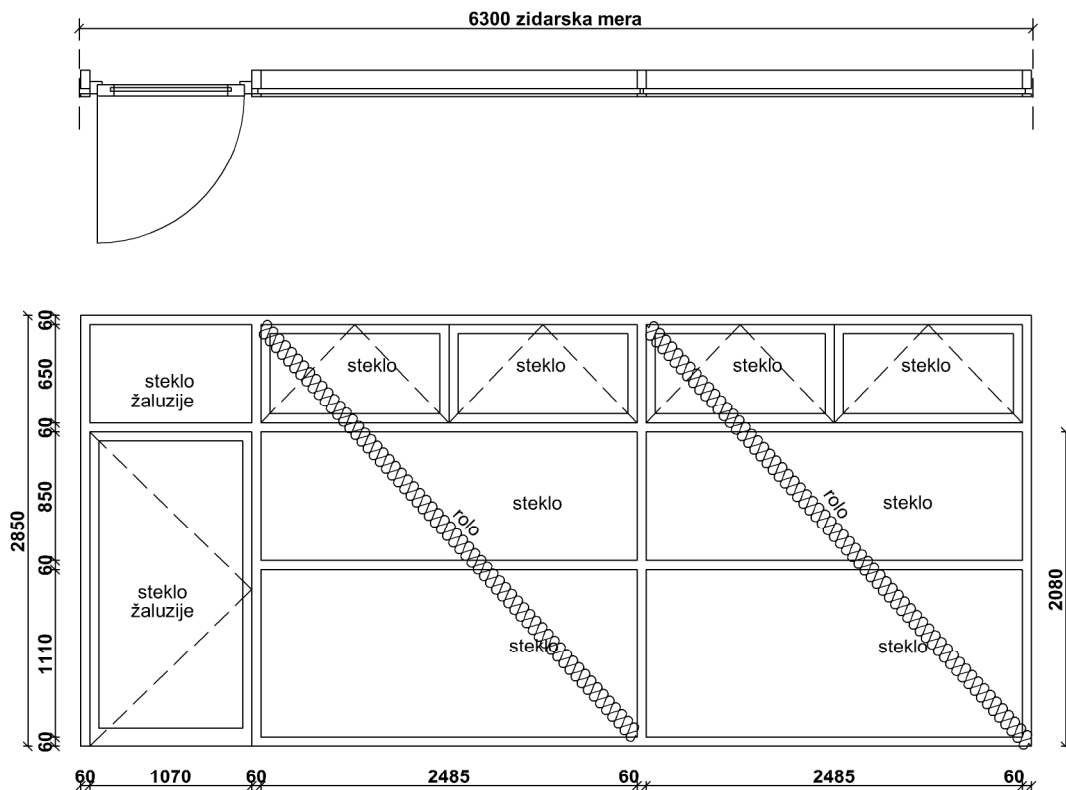 6300 zidarska mera
60
650
60
850
60
1110
60
2850
2080
steklo
žaluzije
steklo
steklo
steklo
steklo
rolo
steklo
rolo
steklo
steklo
žaluzije
steklo
steklo
60 1070 60 2485 60 2485 60